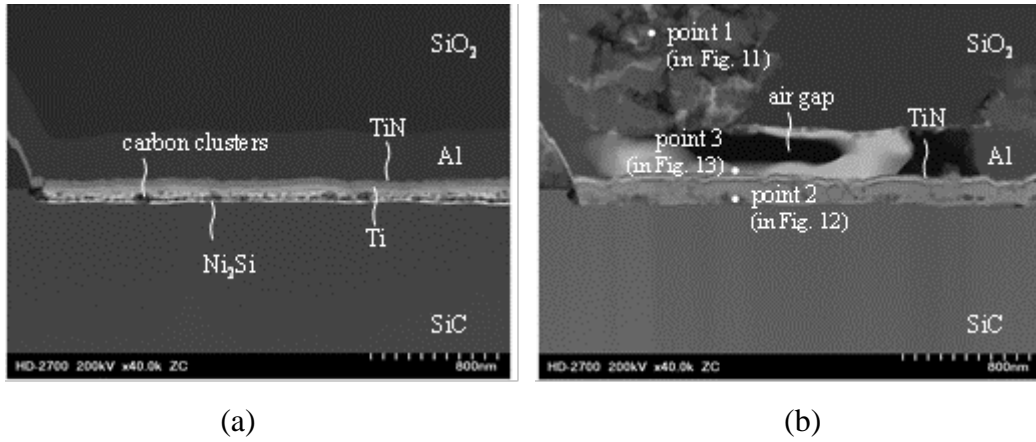 SiO2
TiN
carbon clusters
Al
Ti
Ni2Si
SiC
HD-2700 200kV x40.0k ZC
800nm
(a)
point 1
(in Fig. 11)
SiO2
air gap
TiN
point 3
(in Fig. 13)
Al
point 2
(in Fig. 12)
SiC
HD-2700 200kV x40.0k ZC
800nm
(b)